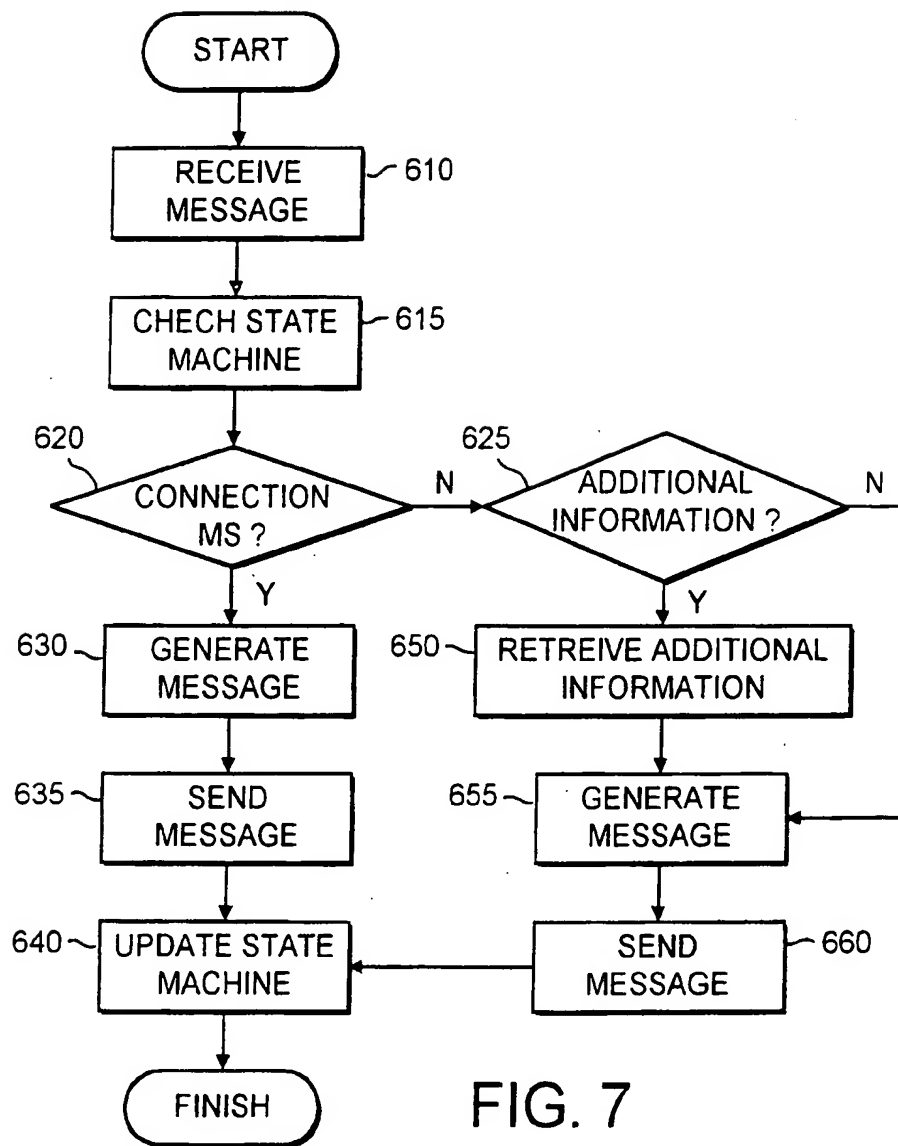 START
RECEIVE
MESSAGE
610
CHECH STATE
MACHINE
615
620
CONNECTION
MS ?
N
625
ADDITIONAL
INFORMATION ?
N
Y
Y
630
GENERATE
MESSAGE
650
RETREIVE ADDITIONAL
INFORMATION
635
SEND
MESSAGE
655
GENERATE
MESSAGE
640
UPDATE STATE
MACHINE
SEND
MESSAGE
660
FINISH
FIG. 7